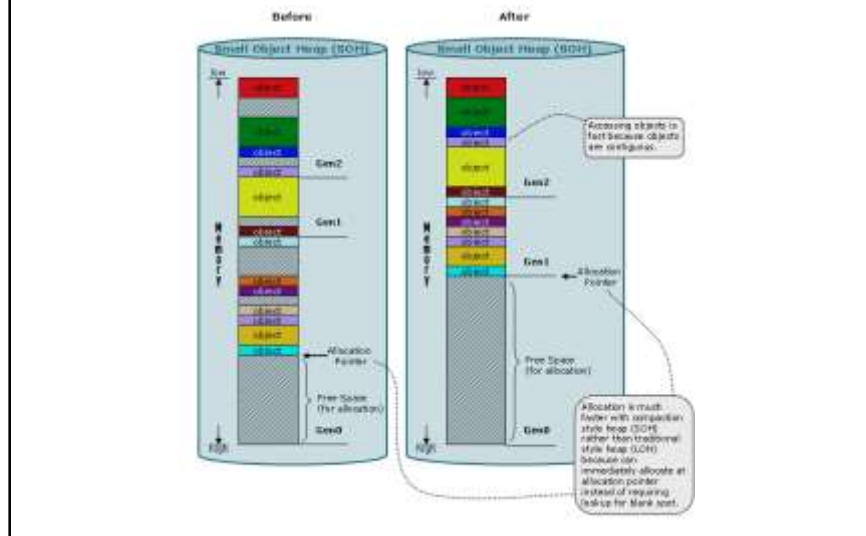 Before
After
Small Object Heap (SOH)
Small Object Heap (SOH)
low
object
object
object
object
Gen2
object
Gen1
object
object
Memory
object
object
object
object
object
object
Allocation
Pointer
Free Space
(for allocation)
Gen0
high
low
object
object
object
object
object
Gen2
object
object
object
object
object
object
object
Gen1
object
Memory
Allocation
Pointer
Free Space
(for allocation)
Gen0
high
Accessing objects is
fast because objects
are contiguous.
Allocation is much
faster with compaction
style heap (SOH)
rather than traditional
style heap (LOH)
because can
immediately allocate at
allocation pointer
instead of requiring
lookup for blank spot.